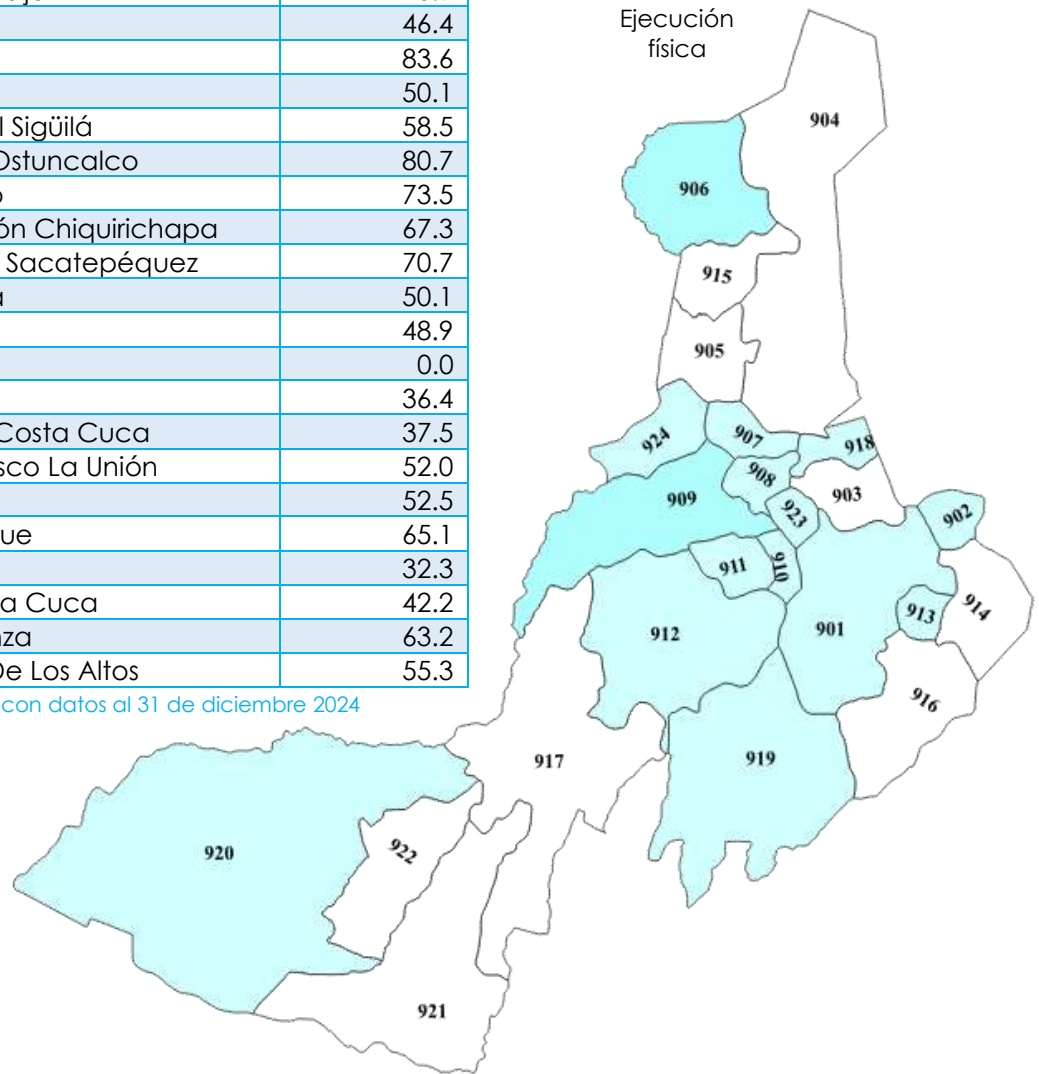 46.4
83.6
50.1
l Sigüilá 58.5
Ostuncalco 80.7
73.5
ón Chiquirichapa 67.3
Sacatepéquez 70.7
a 50.1
48.9
0.0
36.4
Costa Cuca 37.5
sco La Unión 52.0
52.5
ue 65.1
32.3
a Cuca 42.2
nza 63.2
De Los Altos 55.3
con datos al 31 de diciembre 2024
Ejecución
física
904
906
915
905
924
907
918
908
909
903
923
902
911
910
914
913
912
901
916
917
919
920
922
921